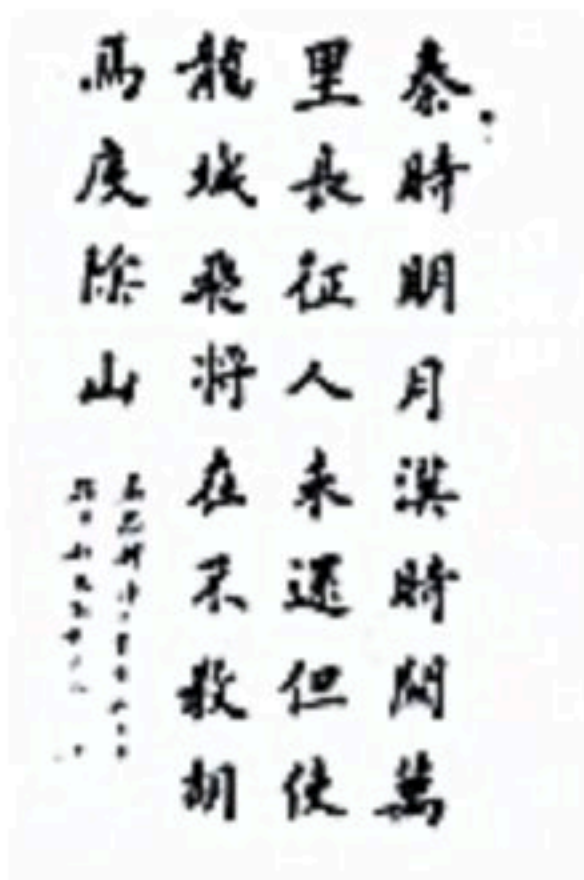 秦時明月漢時關萬
里長征人未還但使
龍城飛將在不教胡
馬度陰山